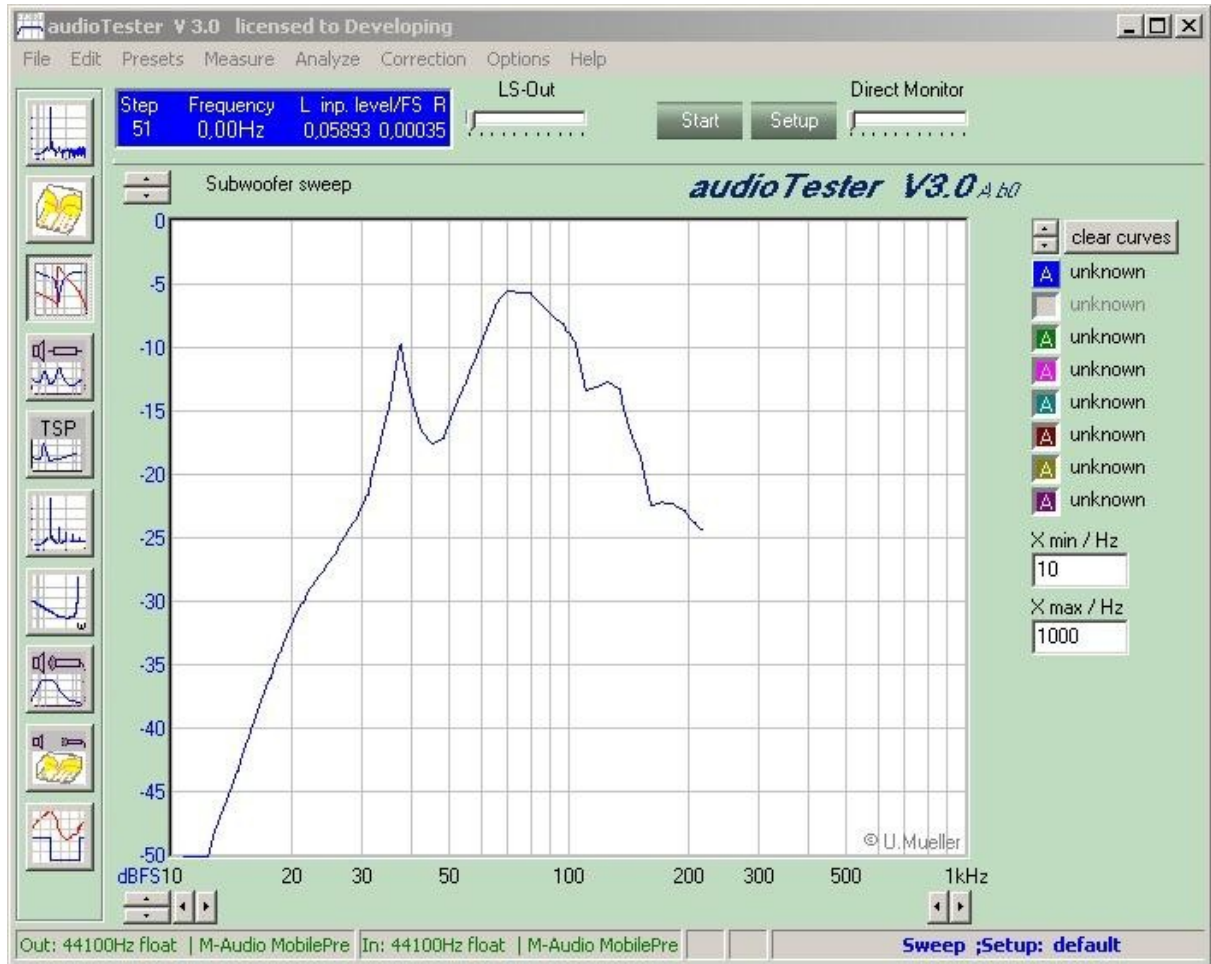 audioTester V 3.0 licensed to Developing
File Edit Presets Measure Analyze Correction Options Help
Step Frequency L inp. level/FS R
51 0,00Hz 0,05893 0,00035
LS-Out
Start
Setup
Direct Monitor
Subwoofer sweep
audioTester V3.0 A b0
TSP
ω
0
-5
-10
-15
-20
-25
-30
-35
-40
-45
-50
dBFS
10 20 30 50 100 200 300 500 1kHz
© U.Mueller
clear curves
A unknown
unknown
A unknown
A unknown
A unknown
A unknown
A unknown
A unknown
X min / Hz
10
X max / Hz
1000
Out: 44100Hz float | M-Audio MobilePre
In: 44100Hz float | M-Audio MobilePre
Sweep ;Setup: default